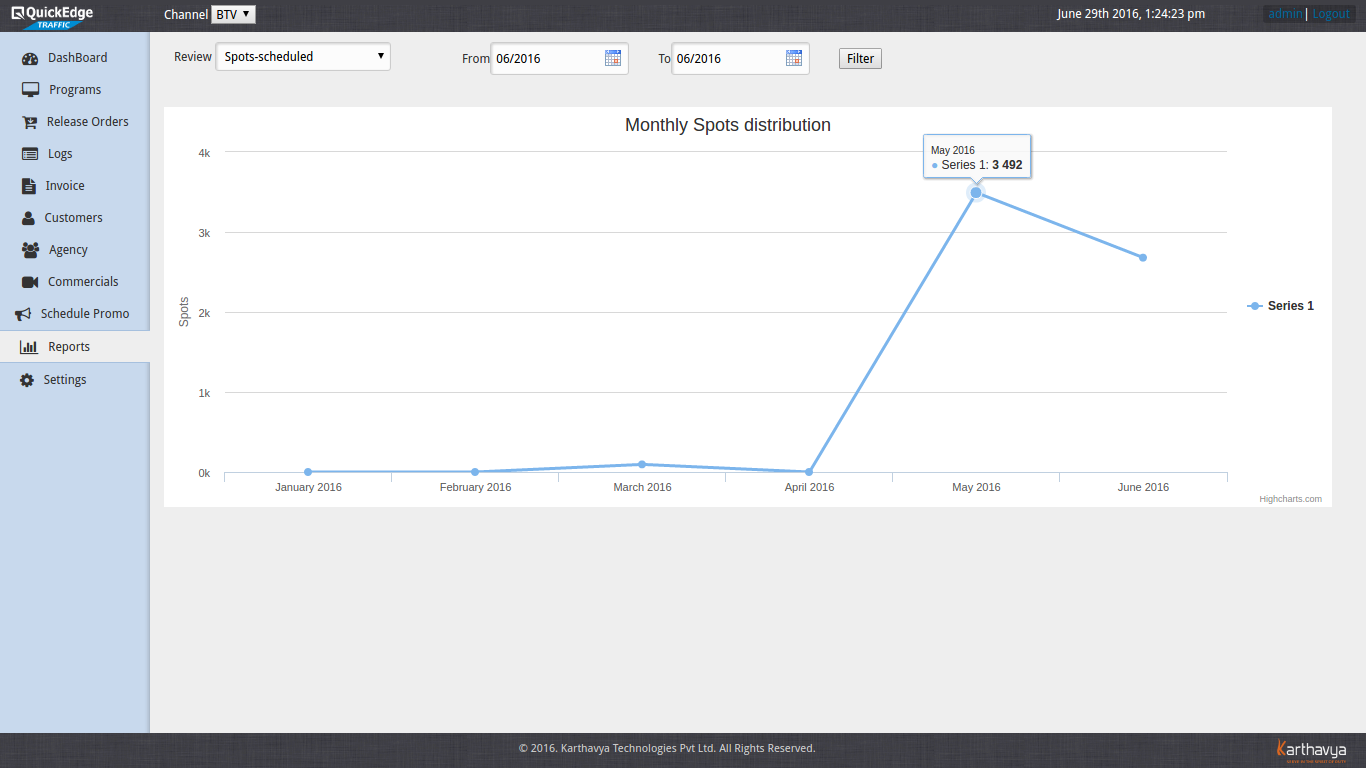 QuickEdge
TRAFFIC
Channel BTV
June 29th 2016, 1:24:23 pm
admin | Logout
DashBoard
Programs
Release Orders
Logs
Invoice
Customers
Agency
Commercials
Schedule Promo
Reports
Settings
Review Spots-scheduled
From 06/2016
To 06/2016
Filter
Monthly Spots distribution
May 2016
Series 1: 3 492
4k
3k
2k
1k
0k
Spots
January 2016
February 2016
March 2016
April 2016
May 2016
June 2016
Series 1
Highcharts.com
© 2016. Karthavya Technologies Pvt Ltd. All Rights Reserved.
Karthavya